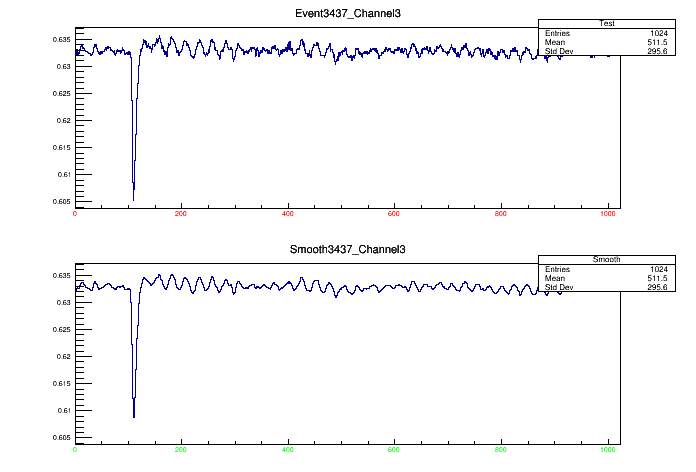 Event3437_Channel3
Test
Entries 1024
Mean 511.5
Std Dev 295.6
0.635
0.63
0.625
0.62
0.615
0.61
0.605
0 200 400 600 800 1000
Smooth3437_Channel3
Smooth
Entries 1024
Mean 511.5
Std Dev 295.6
0.635
0.63
0.625
0.62
0.615
0.61
0.605
0 200 400 600 800 1000